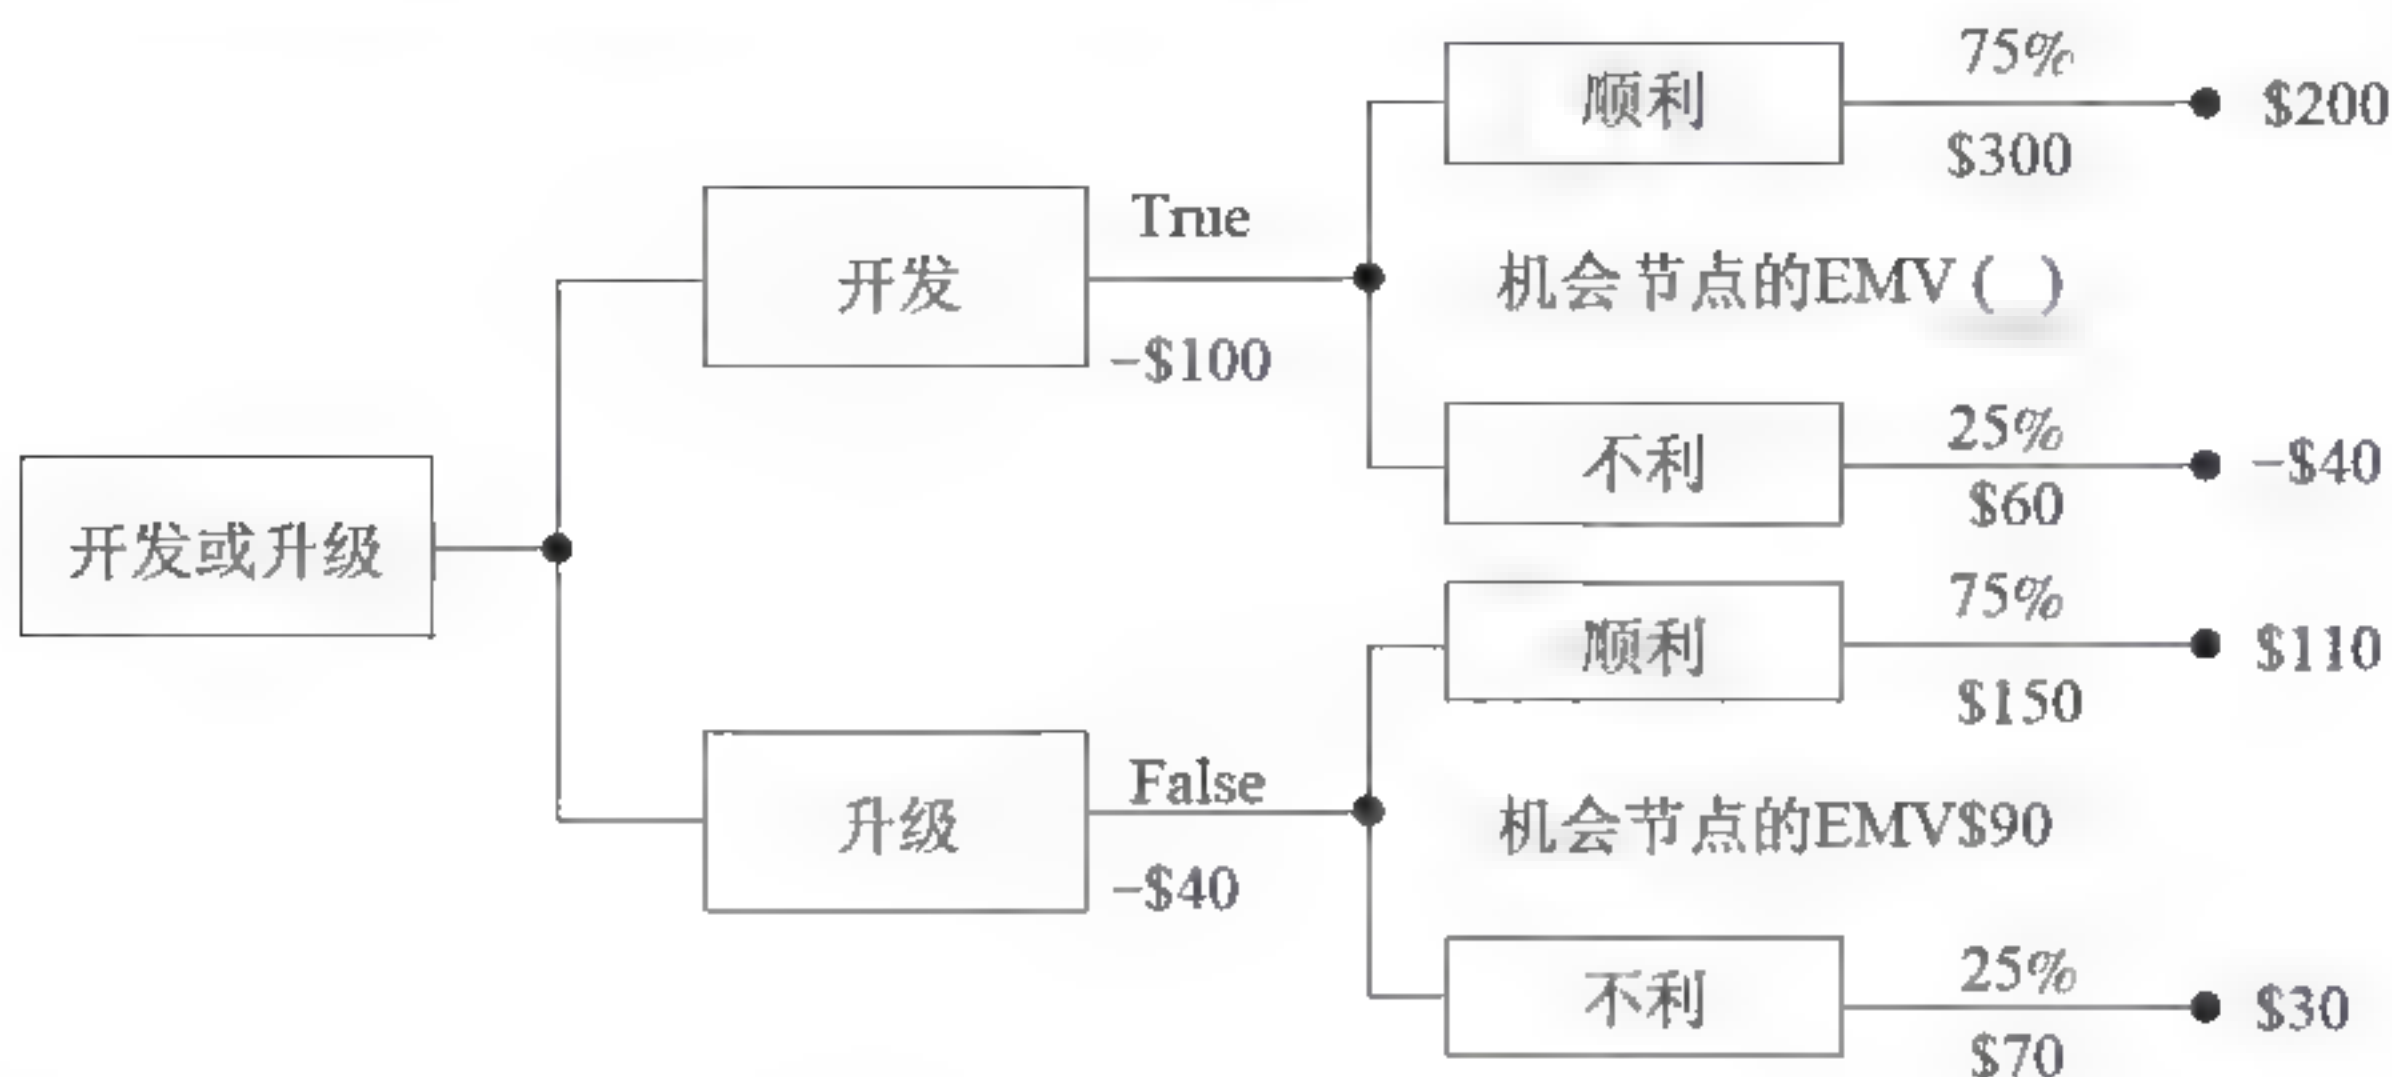 开发或升级
开发
True
-$100
顺利
75%
$300
$200
机会节点的EMV( )
不利
25%
$60
-$40
升级
False
-$40
顺利
75%
$150
$110
机会节点的EMV$90
不利
25%
$70
$30